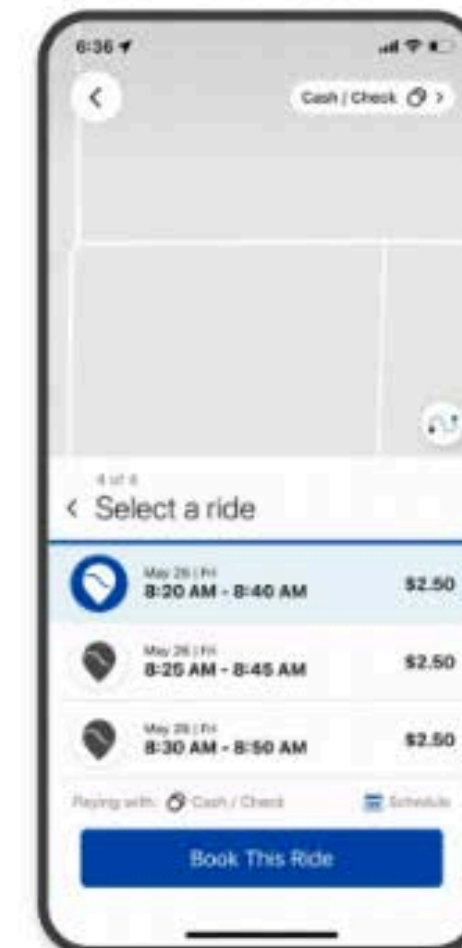 6:36
Cash / Check
4 of 4
Select a ride
May 26 | Fri
8:20 AM - 8:40 AM
$2.50
May 26 | Fri
8:25 AM - 8:45 AM
$2.50
May 26 | Fri
8:30 AM - 8:50 AM
$2.50
Paying with: Cash / Check
Schedule
Book This Ride